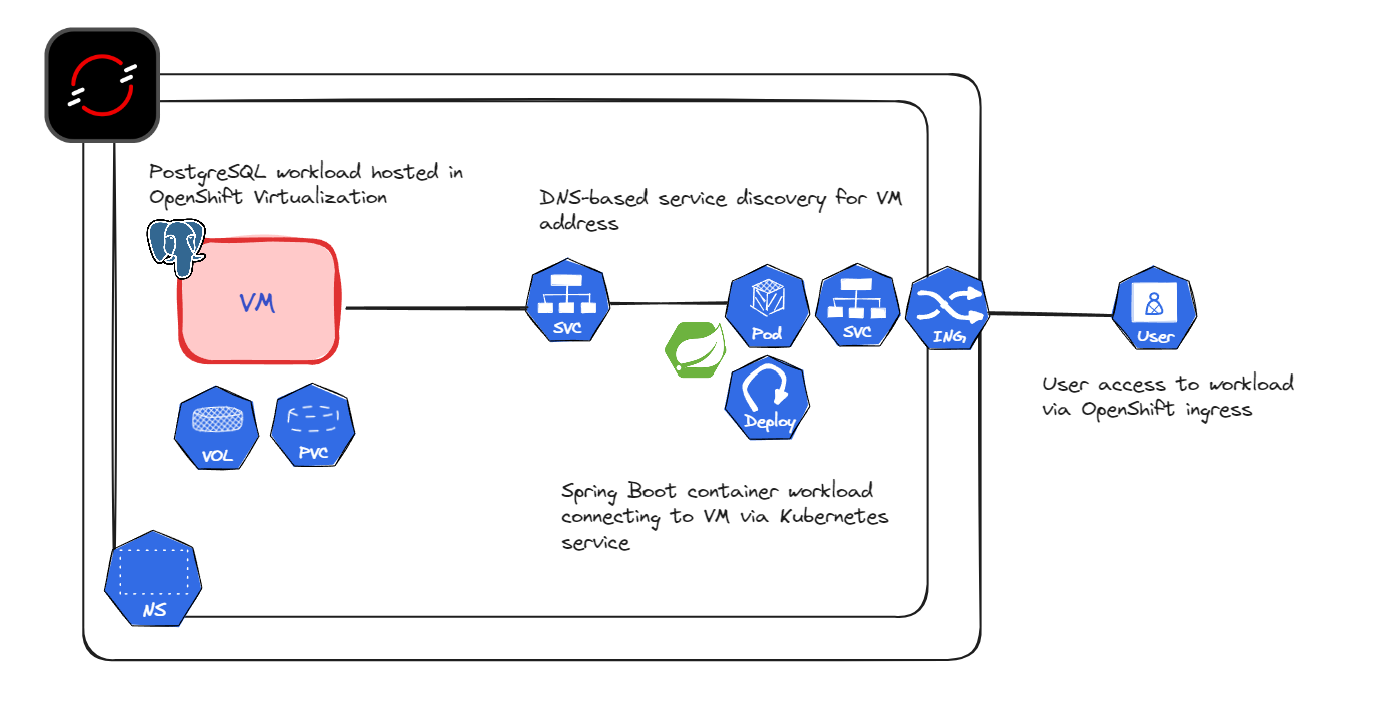 PostgreSQL workload hosted in
OpenShift Virtualization
DNS-based service discovery for VM
address
VM
SVC
Pod
SVC
ING
User
Deploy
User access to workload
via OpenShift ingress
VOL
PVC
Spring Boot container workload
connecting to VM via Kubernetes
service
NS